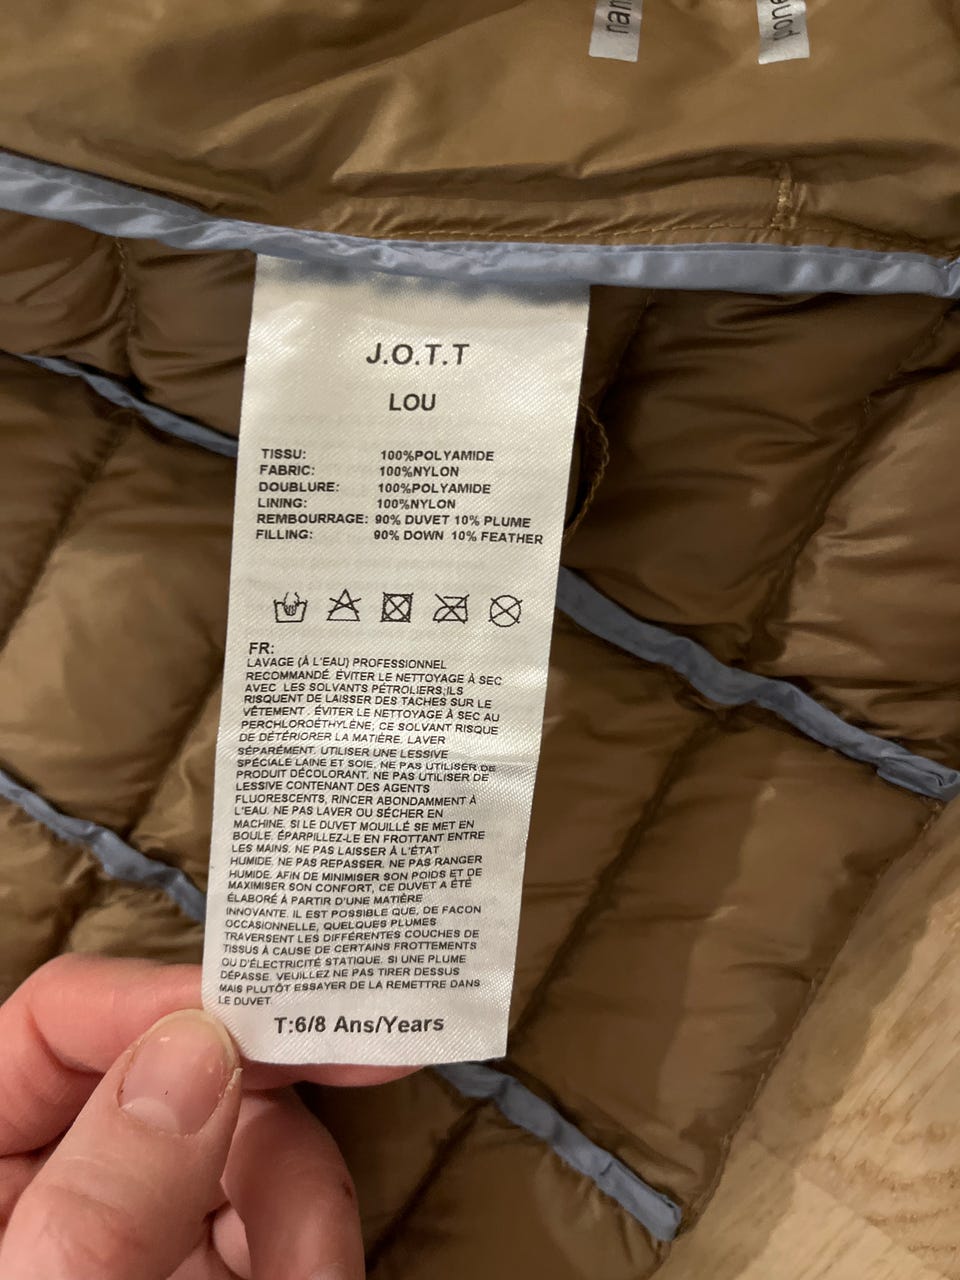 J.O.T.T
LOU
TISSU: 100%POLYAMIDE
FABRIC: 100%NYLON
DOUBLURE: 100%POLYAMIDE
LINING: 100%NYLON
REMBOURRAGE: 90% DUVET 10% PLUME
FILLING: 90% DOWN 10% FEATHER
FR:
LAVAGE (À L'EAU) PROFESSIONNEL
RECOMMANDÉ. ÉVITER LE NETTOYAGE À SEC
AVEC LES SOLVANTS PÉTROLIERS;ILS
RISQUENT DE LAISSER DES TACHES SUR LE
VÊTEMENT . ÉVITER LE NETTOYAGE À SEC AU
PERCHLOROÉTHYLÈNE; CE SOLVANT RISQUE
DE DÉTÉRIORER LA MATIÈRE. LAVER
SÉPARÉMENT. UTILISER UNE LESSIVE
SPÉCIALE LAINE ET SOIE. NE PAS UTILISER DE
PRODUIT DÉCOLORANT. NE PAS UTILISER DE
LESSIVE CONTENANT DES AGENTS
FLUORESCENTS, RINCER ABONDAMMENT À
L'EAU. NE PAS LAVER OU SÉCHER EN
MACHINE. SI LE DUVET MOUILLÉ SE MET EN
BOULE, ÉPARPILLEZ-LE EN FROTTANT ENTRE
LES MAINS. NE PAS LAISSER À L'ÉTAT
HUMIDE. NE PAS REPASSER. NE PAS RANGER
HUMIDE. AFIN DE MINIMISER SON POIDS ET DE
MAXIMISER SON CONFORT, CE DUVET A ÉTÉ
ÉLABORÉ À PARTIR D'UNE MATIÈRE
INNOVANTE. IL EST POSSIBLE QUE, DE FACON
OCCASIONNELLE, QUELQUES PLUMES
TRAVERSENT LES DIFFÉRENTES COUCHES DE
TISSUS À CAUSE DE CERTAINS FROTTEMENTS
OU D'ÉLECTRICITÉ STATIQUE. SI UNE PLUME
DÉPASSE, VEUILLEZ NE PAS TIRER DESSUS
MAIS PLUTÔT ESSAYER DE LA REMETTRE DANS
LE DUVET.
T:6/8 Ans/Years